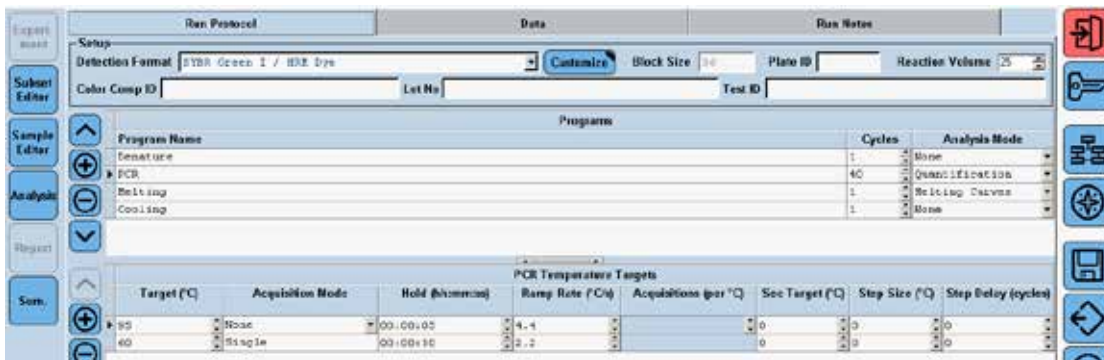 Experiment
Run Protocol Data Run Notes
Setup
Detection Format SYBR Green I / HRM Dye Customize Block Size Plate ID Reaction Volume 25
Subset Editor
Color Comp ID Lot No Test ID
Programs
Sample Editor
Program Name Cycles Analysis Mode
Denature 1 None
PCR 40 Quantification
Analysis
Melting 1 Melting Curves
Cooling 1 None
Report
PCR Temperature Targets
Sum.
Target (°C) Acquisition Mode Hold (hh:mm:ss) Ramp Rate (°C/s) Acquisitions (per °C) Sec Target (°C) Step Size (°C) Step Delay (cycles)
95 None 00:00:05 4.4 0 0 0
60 Single 00:00:30 2.2 0 0 0